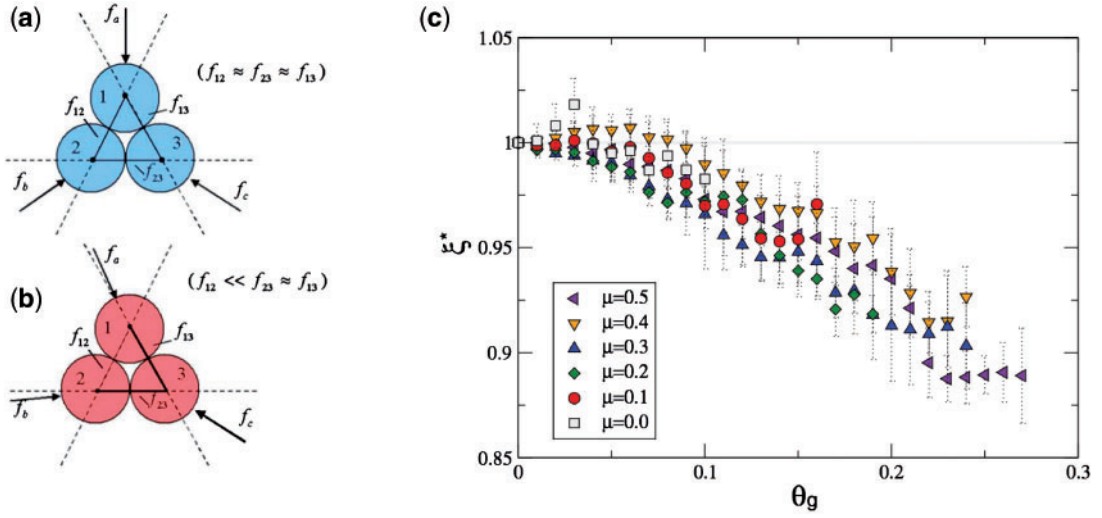 (a)
f_a
(f_12 ≈ f_23 ≈ f_13)
1
f_12
f_13
2
3
f_23
f_b
f_c
(b)
f_a
(f_12 << f_23 ≈ f_13)
1
f_12
f_13
2
3
f_23
f_b
f_c
(c)
1.05
1
0.95
0.9
0.85
ξ*
μ=0.5
μ=0.4
μ=0.3
μ=0.2
μ=0.1
μ=0.0
0
0.1
0.2
0.3
θ_g